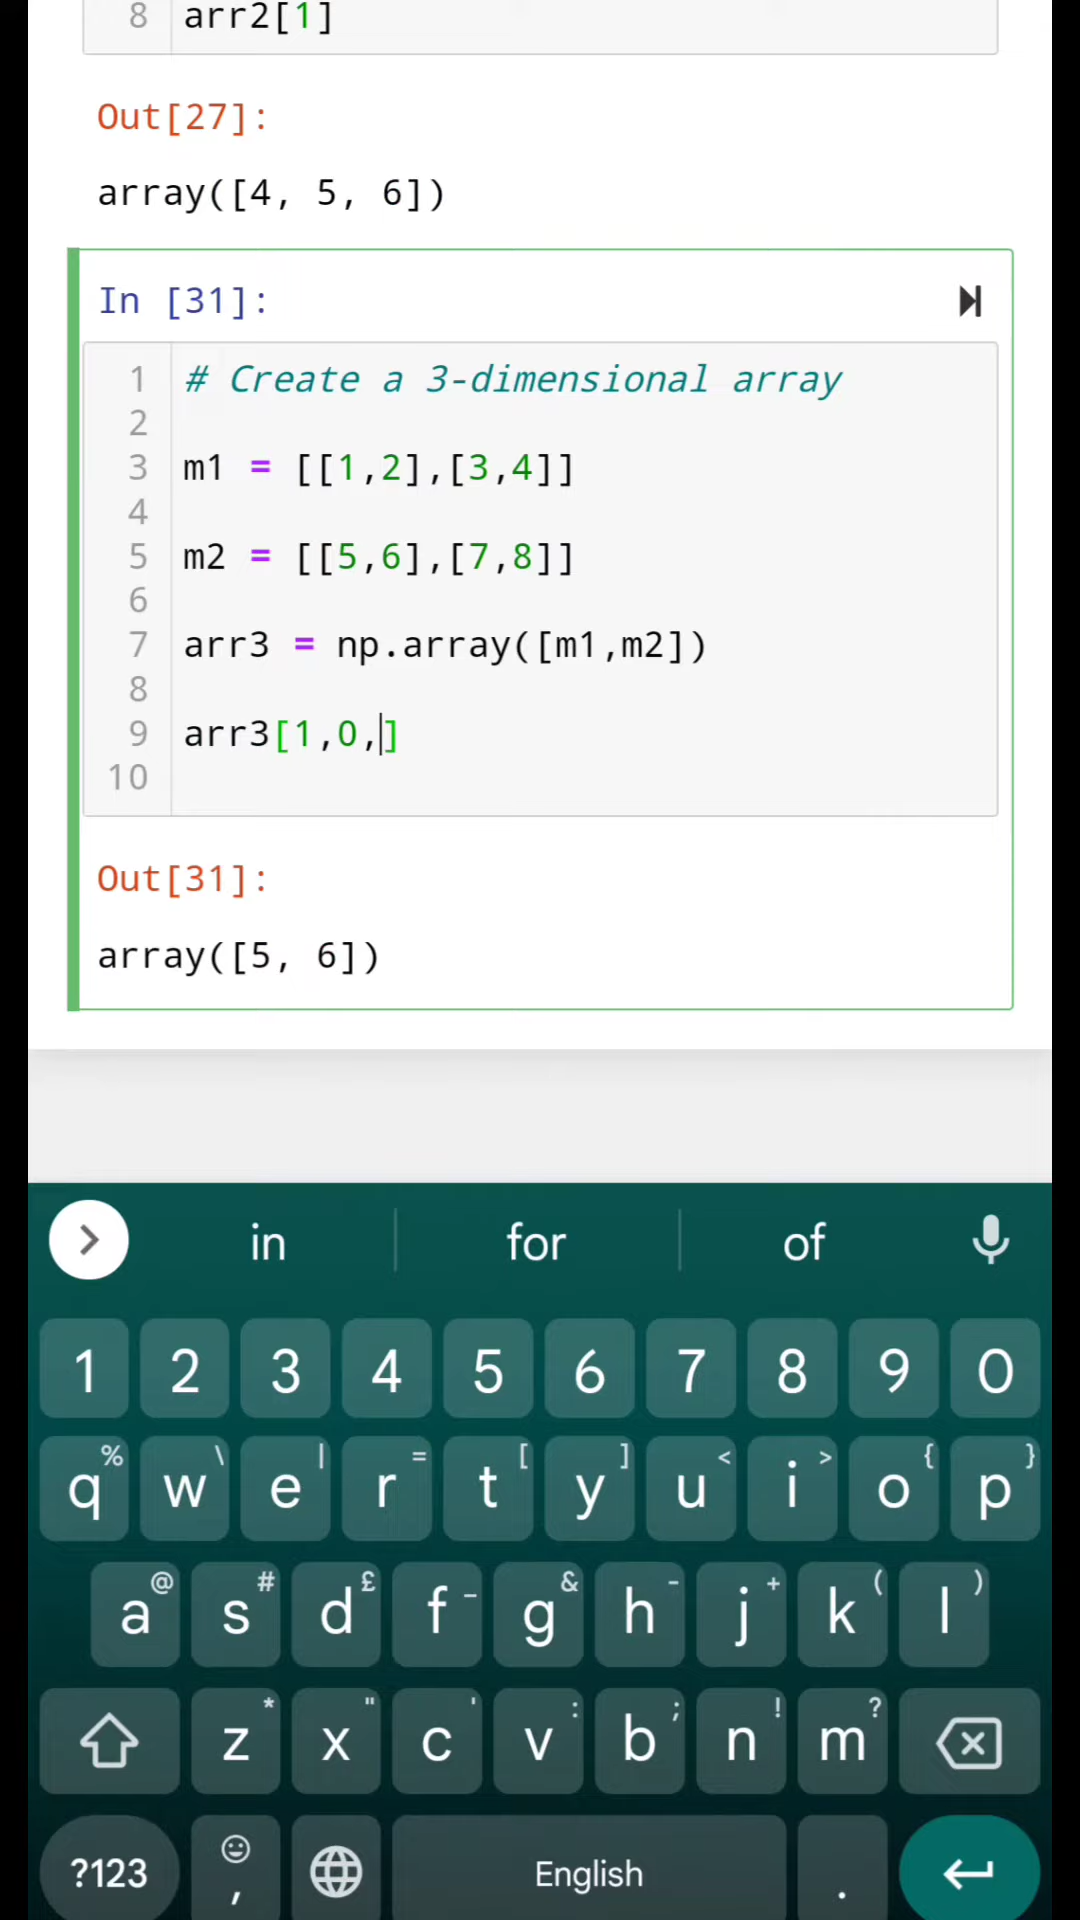 8 arr2[1]
Out[27]:
array([4, 5, 6])
In [31]:
1 # Create a 3-dimensional array
2
3 m1 = [[1,2],[3,4]]
4
5 m2 = [[5,6],[7,8]]
6
7 arr3 = np.array([m1,m2])
8
9 arr3[1,0,]
10
Out[31]:
array([5, 6])
in for of
1 2 3 4 5 6 7 8 9 0
% \ | = [ ] < > { }
q w e r t y u i o p
@ # £ _ & - + ( )
a s d f g h j k l
* " ' : ; ! ?
z x c v b n m
?123 , English .